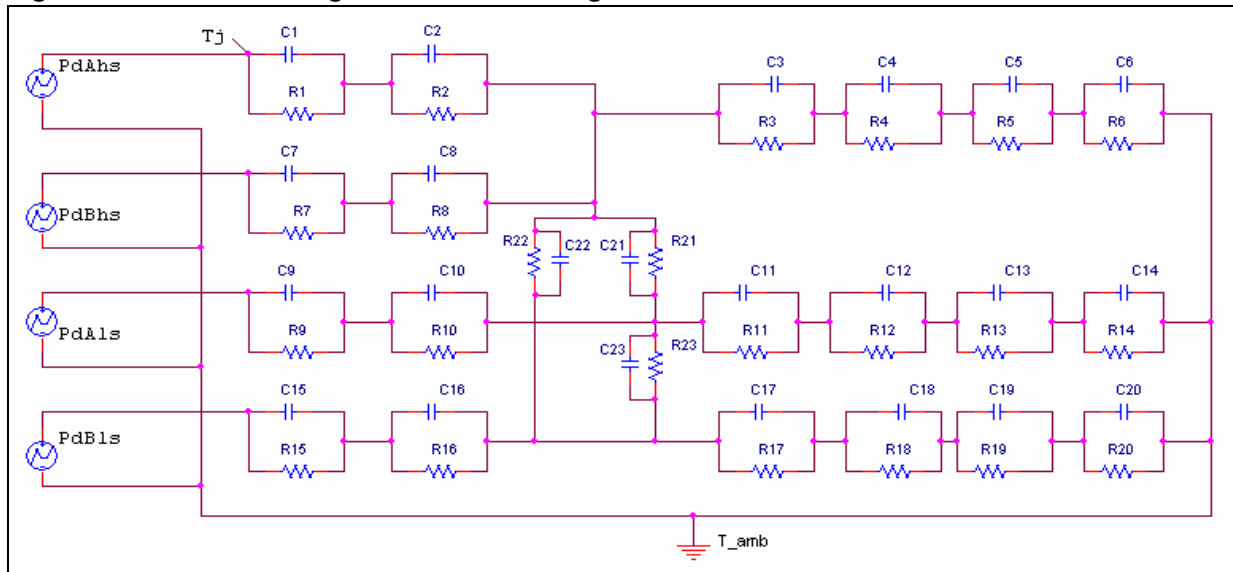 Tj
C1 C2
PdAhs
C3 C4 C5 C6
R1 R2
R3 R4 R5 R6
C7 C8
PdBhs
R7 R8
R22 C22 C21 R21
C9 C10 C11 C12 C13 C14
PdAls
R9 R10 R11 R12 R13 R14
C23 R23
C15 C16 C17 C18 C19 C20
PdBls
R15 R16 R17 R18 R19 R20
T_amb